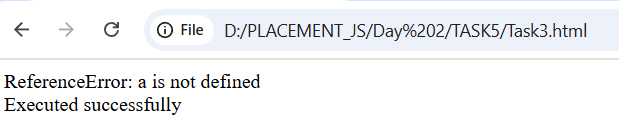 File D:/PLACEMENT_JS/Day%202/TASK5/Task3.html
ReferenceError: a is not defined
Executed successfully